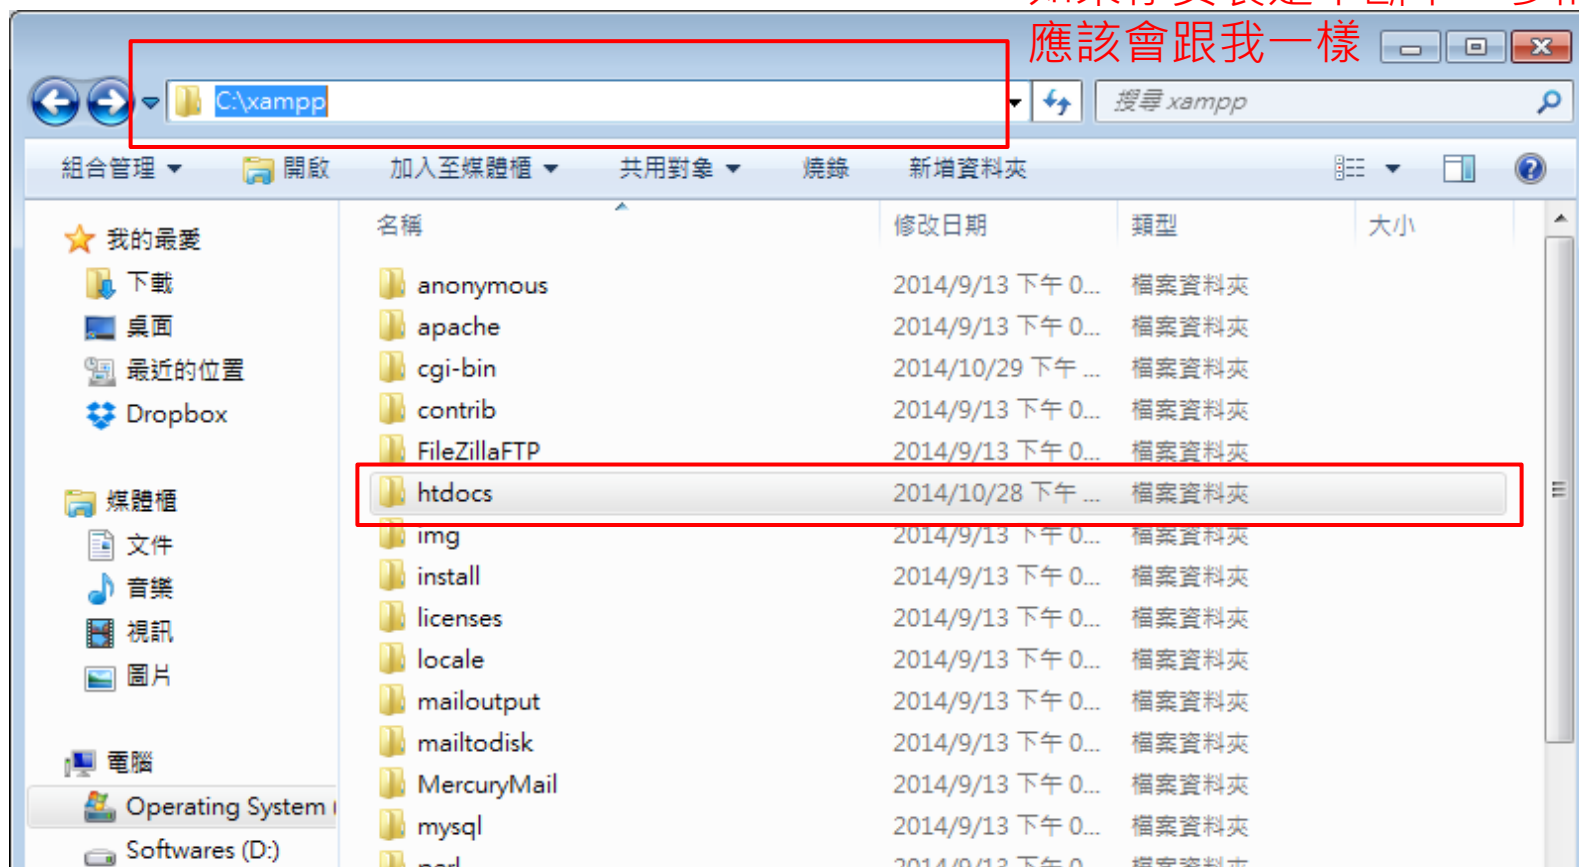 應該會跟我一樣
C:\xampp
搜尋 xampp
組合管理 開啟 加入至媒體櫃 共用對象 燒錄 新增資料夾
我的最愛
下載
桌面
最近的位置
Dropbox
媒體櫃
文件
音樂
視訊
圖片
電腦
Operating System (
Softwares (D:)
名稱 修改日期 類型 大小
anonymous 2014/9/13 下午 0... 檔案資料夾
apache 2014/9/13 下午 0... 檔案資料夾
cgi-bin 2014/10/29 下午 ... 檔案資料夾
contrib 2014/9/13 下午 0... 檔案資料夾
FileZillaFTP 2014/9/13 下午 0... 檔案資料夾
htdocs 2014/10/28 下午 ... 檔案資料夾
img 2014/9/13 下午 0... 檔案資料夾
install 2014/9/13 下午 0... 檔案資料夾
licenses 2014/9/13 下午 0... 檔案資料夾
locale 2014/9/13 下午 0... 檔案資料夾
mailoutput 2014/9/13 下午 0... 檔案資料夾
mailtodisk 2014/9/13 下午 0... 檔案資料夾
MercuryMail 2014/9/13 下午 0... 檔案資料夾
mysql 2014/9/13 下午 0... 檔案資料夾